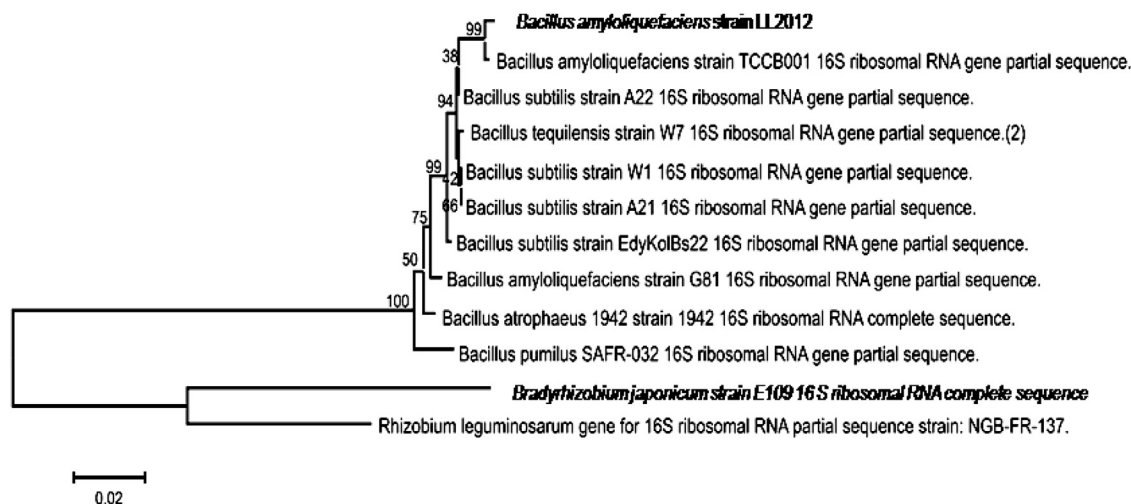 Bacillus amyloliquefaciens strain LL2012
99
Bacillus amyloliquefaciens strain TCCB001 16S ribosomal RNA gene partial sequence.
38
Bacillus subtilis strain A22 16S ribosomal RNA gene partial sequence.
94
Bacillus tequilensis strain W7 16S ribosomal RNA gene partial sequence.(2)
99
Bacillus subtilis strain W1 16S ribosomal RNA gene partial sequence.
42
Bacillus subtilis strain A21 16S ribosomal RNA gene partial sequence.
66
75
Bacillus subtilis strain EdyKolBs22 16S ribosomal RNA gene partial sequence.
50
Bacillus amyloliquefaciens strain G81 16S ribosomal RNA gene partial sequence.
100
Bacillus atrophaeus 1942 strain 1942 16S ribosomal RNA complete sequence.
Bacillus pumilus SAFR-032 16S ribosomal RNA gene partial sequence.
Bradyrhizobium japonicum strain E109 16S ribosomal RNA complete sequence
Rhizobium leguminosarum gene for 16S ribosomal RNA partial sequence strain: NGB-FR-137.
0.02